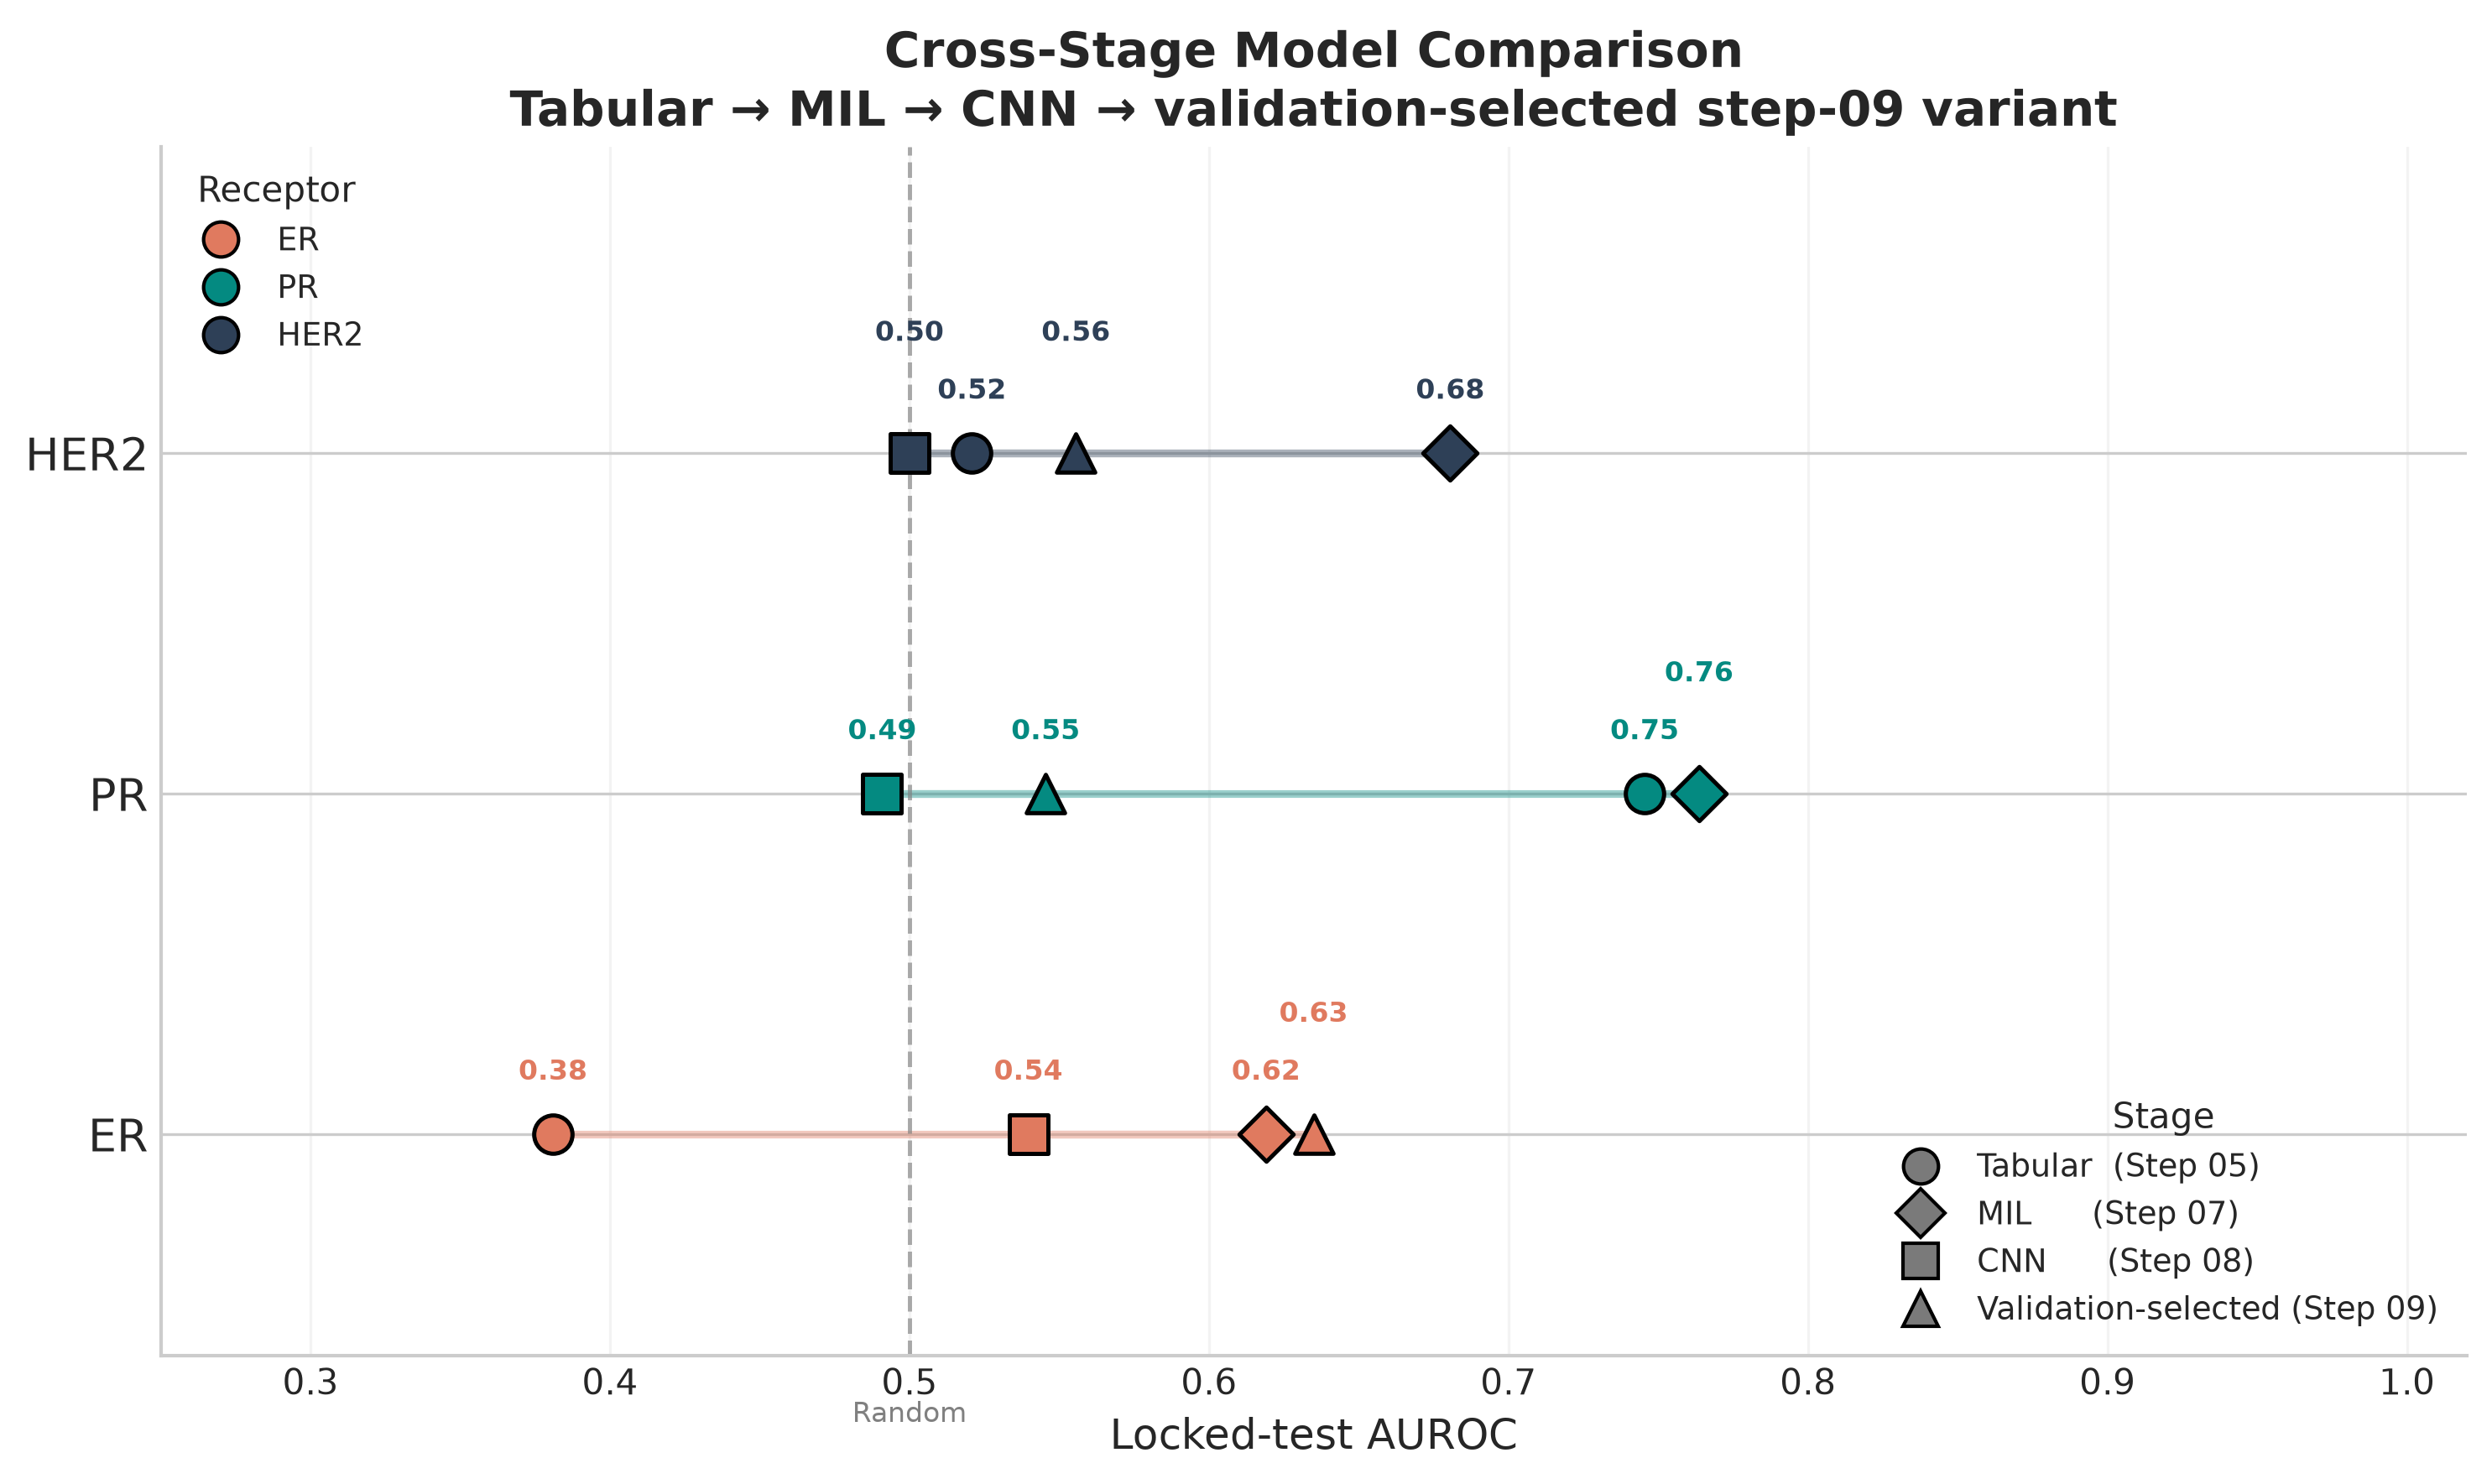 Cross-Stage Model Comparison
Tabular → MIL → CNN → validation-selected step-09 variant
Receptor
ER
PR
HER2
0.50 0.56
0.52 0.68
HER2
0.76
0.49 0.55 0.75
PR
0.63
0.38 0.54 0.62
ER
Stage
Tabular (Step 05)
MIL (Step 07)
CNN (Step 08)
Validation-selected (Step 09)
0.3 0.4 0.5 0.6 0.7 0.8 0.9 1.0
Random
Locked-test AUROC